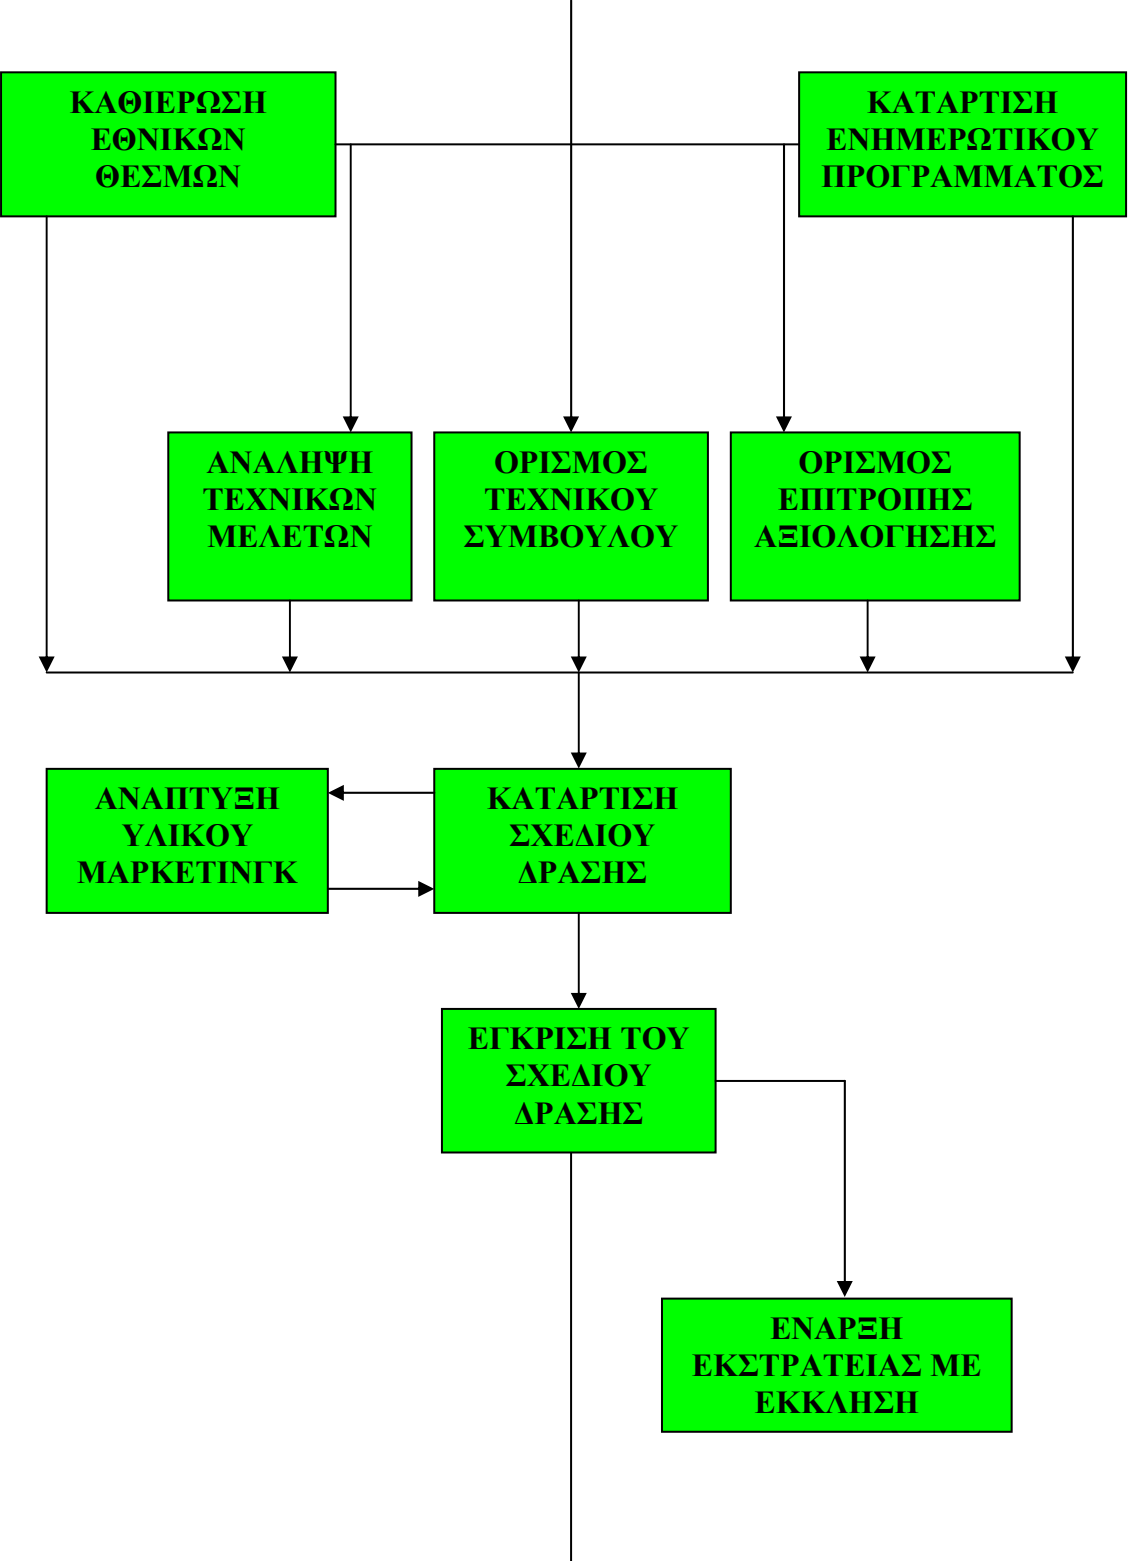 ΚΑΘΙΕΡΩΣΗ
ΕΘΝΙΚΩΝ
ΘΕΣΜΩΝ
ΚΑΤΑΡΤΙΣΗ
ΕΝΗΜΕΡΩΤΙΚΟΥ
ΠΡΟΓΡΑΜΜΑΤΟΣ
ΑΝΑΛΗΨΗ
ΤΕΧΝΙΚΩΝ
ΜΕΛΕΤΩΝ
ΟΡΙΣΜΟΣ
ΤΕΧΝΙΚΟΥ
ΣΥΜΒΟΥΛΟΥ
ΟΡΙΣΜΟΣ
ΕΠΙΤΡΟΠΗΣ
ΑΞΙΟΛΟΓΗΣΗΣ
ΑΝΑΠΤΥΞΗ
ΥΛΙΚΟΥ
ΜΑΡΚΕΤΙΝΓΚ
ΚΑΤΑΡΤΙΣΗ
ΣΧΕΔΙΟΥ
ΔΡΑΣΗΣ
ΕΓΚΡΙΣΗ ΤΟΥ
ΣΧΕΔΙΟΥ
ΔΡΑΣΗΣ
ΕΝΑΡΞΗ
ΕΚΣΤΡΑΤΕΙΑΣ ΜΕ
ΕΚΚΛΗΣΗ